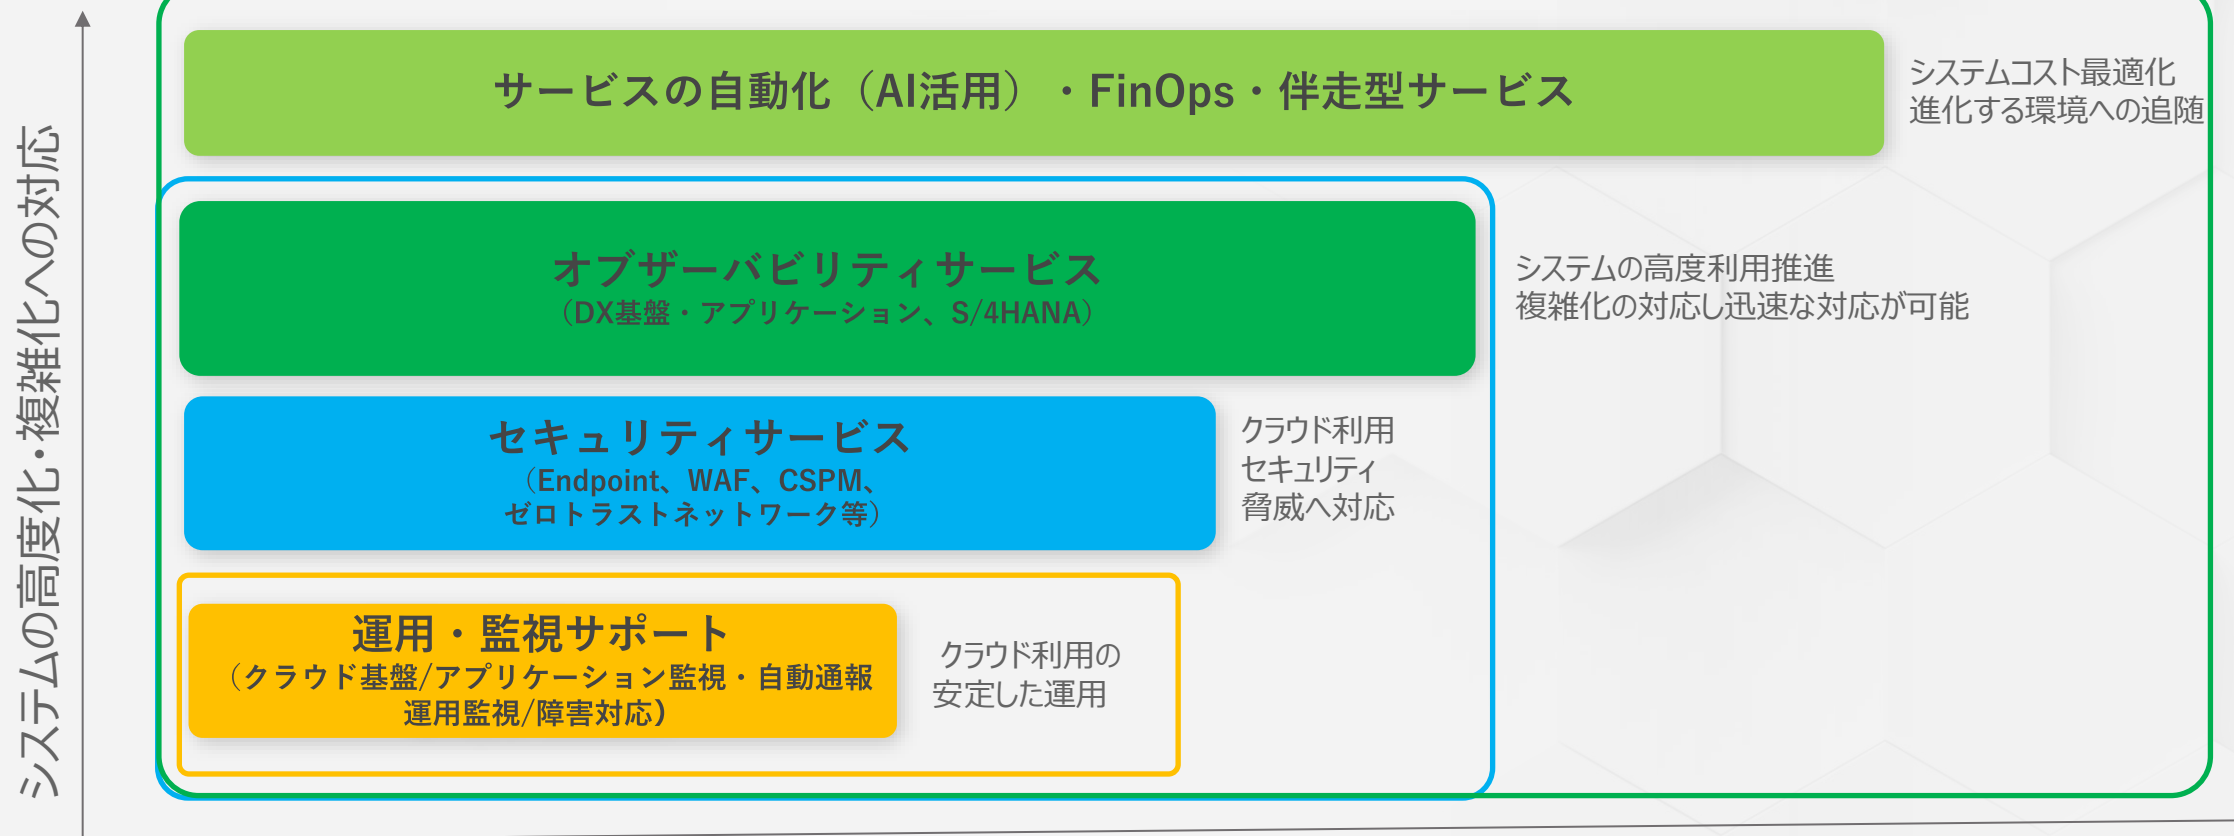 システムの高度化・複雑化への対応
サービスの自動化（AI活用）・FinOps・伴走型サービス
システムコスト最適化
進化する環境への追随
オブザーバビリティサービス
（DX基盤・アプリケーション、S/4HANA）
システムの高度利用推進
複雑化の対応し迅速な対応が可能
セキュリティサービス
（Endpoint、WAF、CSPM、
ゼロトラストネットワーク等）
クラウド利用
セキュリティ
脅威へ対応
運用・監視サポート
（クラウド基盤/アプリケーション監視・自動通報
運用監視/障害対応）
クラウド利用の
安定した運用